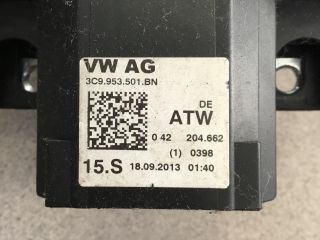 VW AG
3C9.953.501.BN
DE
ATW
0 42 204.662
(1) 0398
15.S 18.09.2013 01:40